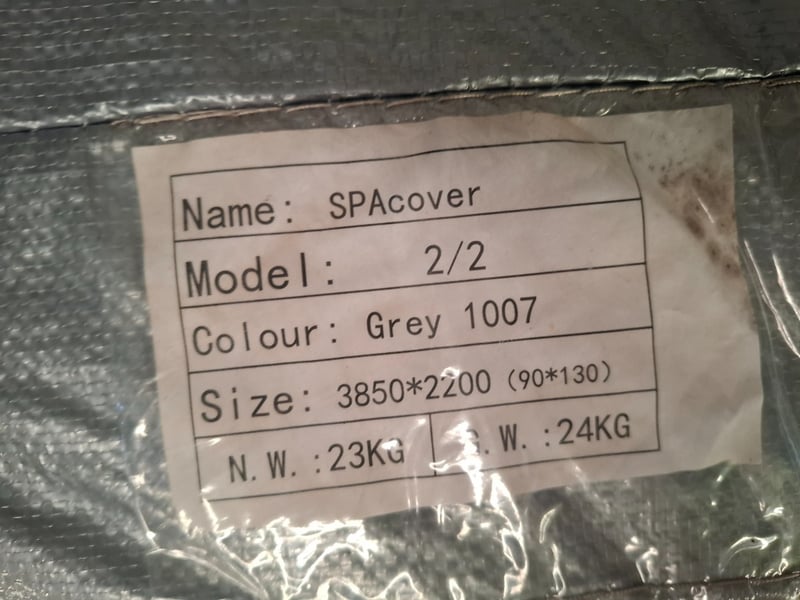 Name: SPAcover
Model: 2/2
Colour: Grey 1007
Size: 3850*2200 (90*130)
N.W.:23KG G.W.:24KG